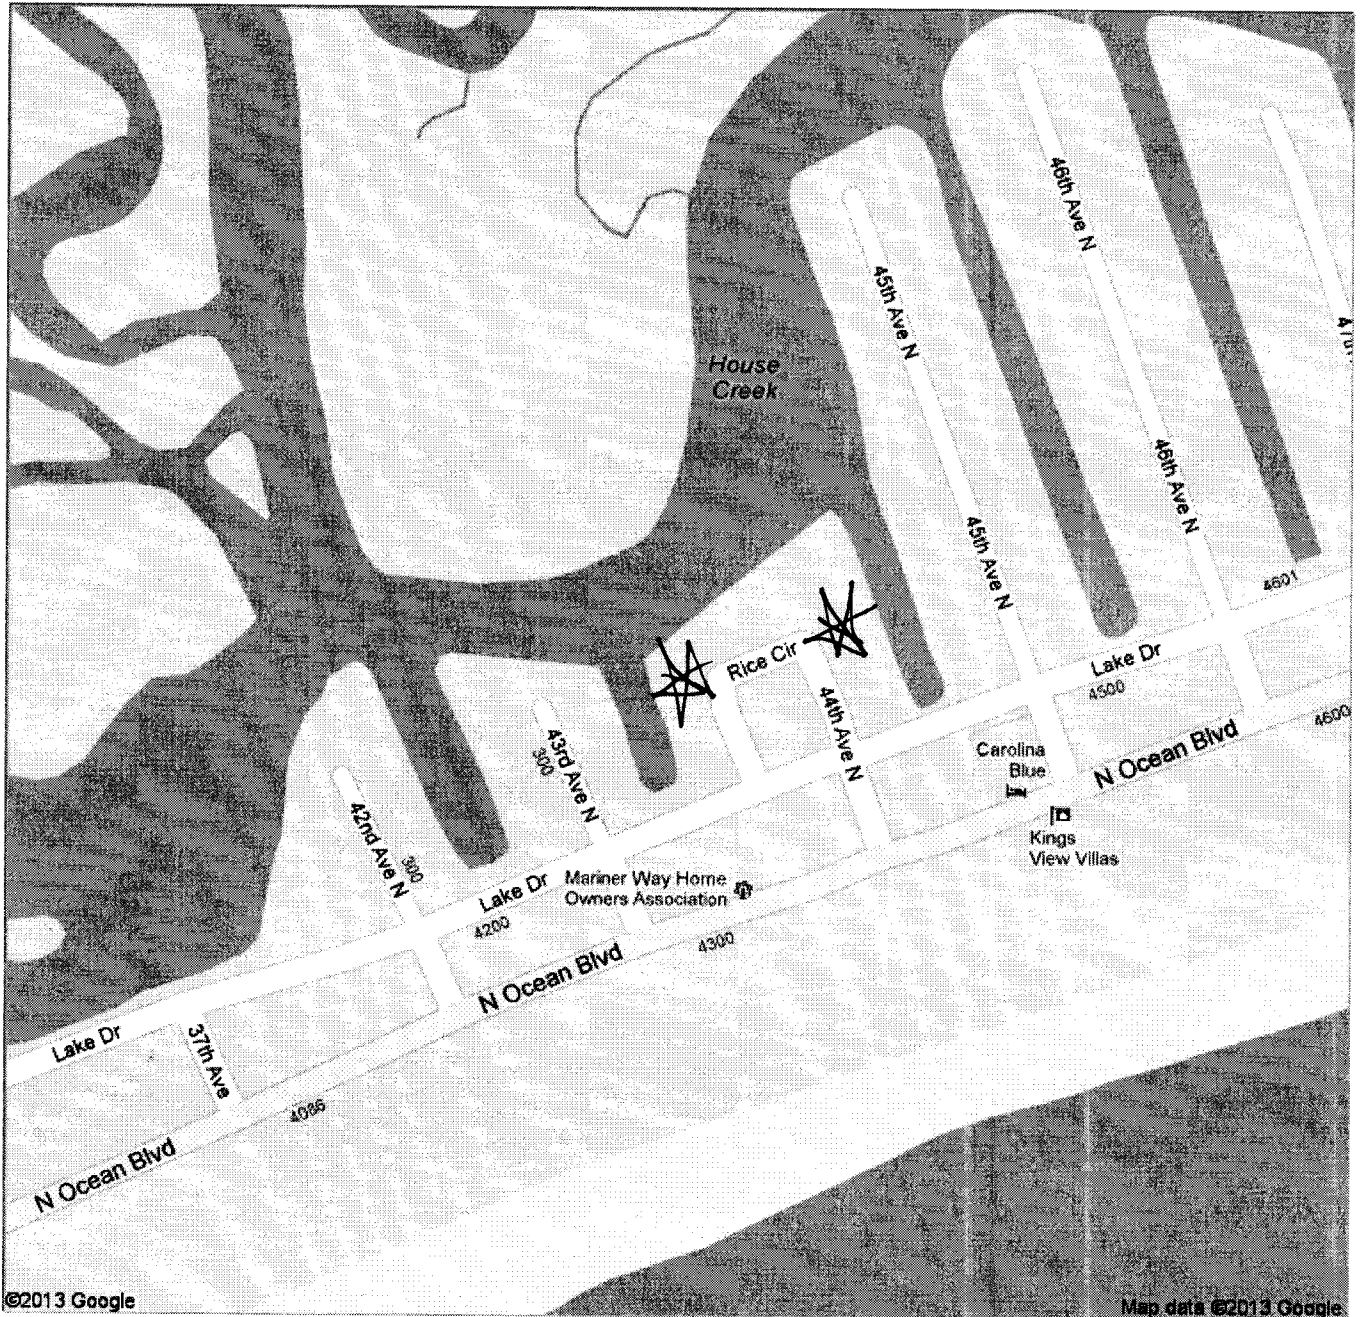 46th Ave N
45th Ave N
House
Creek
46th Ave N
45th Ave N
4601
Rice Cir
Lake Dr
4500
44th Ave N
4600
N Ocean Blvd
Carolina
Blue
43rd Ave N
300
Kings
View Villas
42nd Ave N
300
Mariner Way Home
Owners Association
Lake Dr
4200
4300
N Ocean Blvd
Lake Dr
37th Ave
4086
N Ocean Blvd
©2013 Google
Map data ©2013 Google